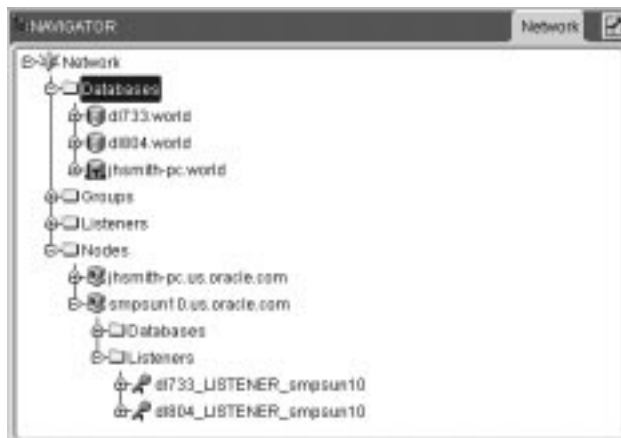 NAVIGATOR Network
Network
Databases
dl733.world
dl804.world
jhsmith-pc.world
Groups
Listeners
Nodes
jhsmith-pc.us.oracle.com
smpsun10.us.oracle.com
Databases
Listeners
dl733_LISTENER_smpsun10
dl804_LISTENER_smpsun10